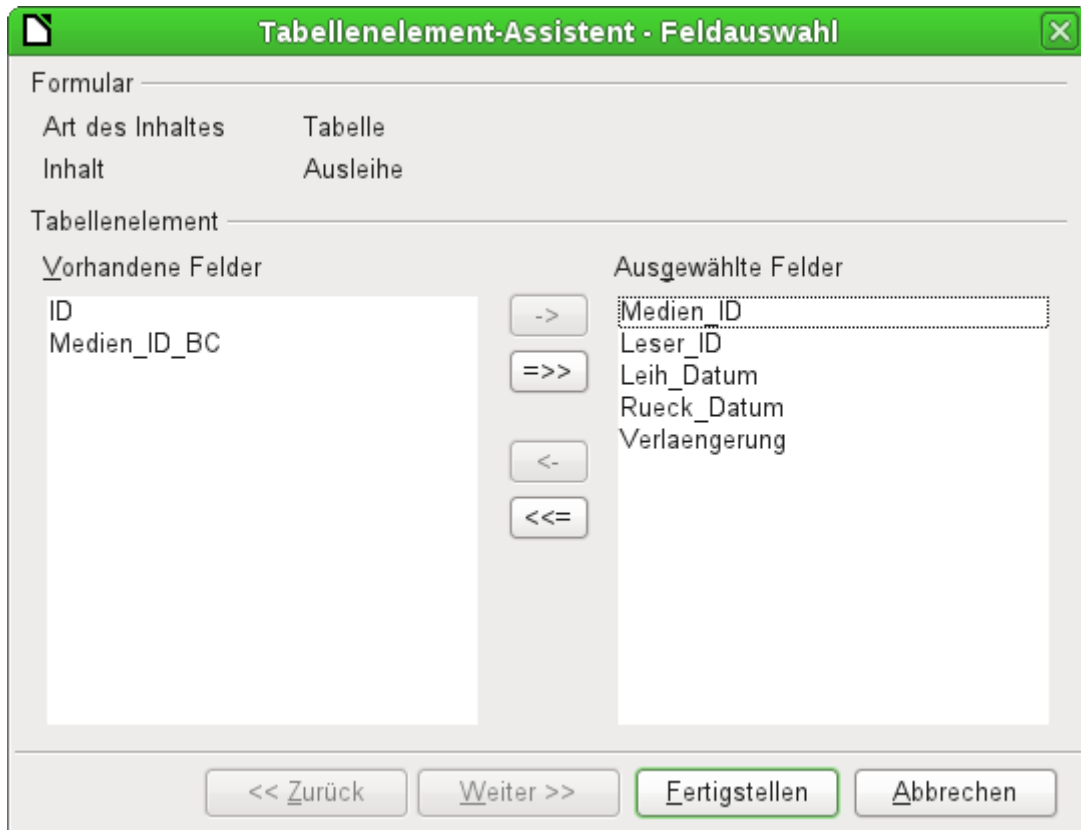 Tabellenelement-Assistent - Feldauswahl
Formular
Art des Inhaltes Tabelle
Inhalt Ausleihe
Tabellenelement
Vorhandene Felder
ID
Medien_ID_BC
->
=>>
<-
<<=
Ausgewählte Felder
Medien_ID
Leser_ID
Leih_Datum
Rueck_Datum
Verlaengerung
<< Zurück Weiter >> Fertigstellen Abbrechen